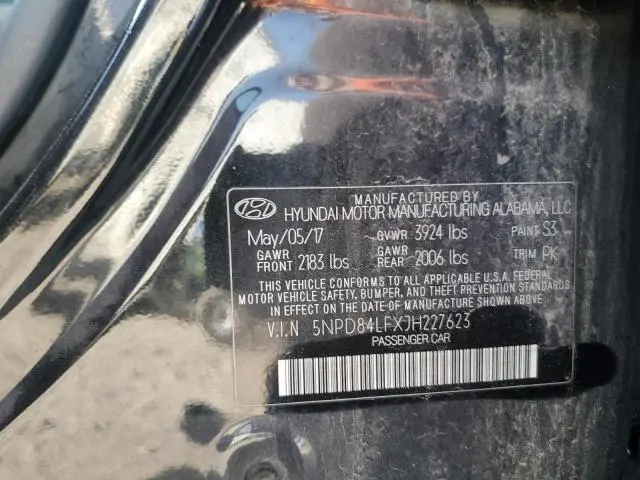 MANUFACTURED BY
HYUNDAI MOTOR MANUFACTURING ALABAMA, LLC
May/05/17 GVWR 3924 lbs PAINT S3
GAWR FRONT 2183 lbs GAWR REAR 2006 lbs TRIM PK
THIS VEHICLE CONFORMS TO ALL APPLICABLE U.S.A. FEDERAL
MOTOR VEHICLE SAFETY, BUMPER, AND THEFT PREVENTION STANDARDS
IN EFFECT ON THE DATE OF MANUFACTURE SHOWN ABOVE.
V.I.N 5NPD84LFXJH227623
PASSENGER CAR